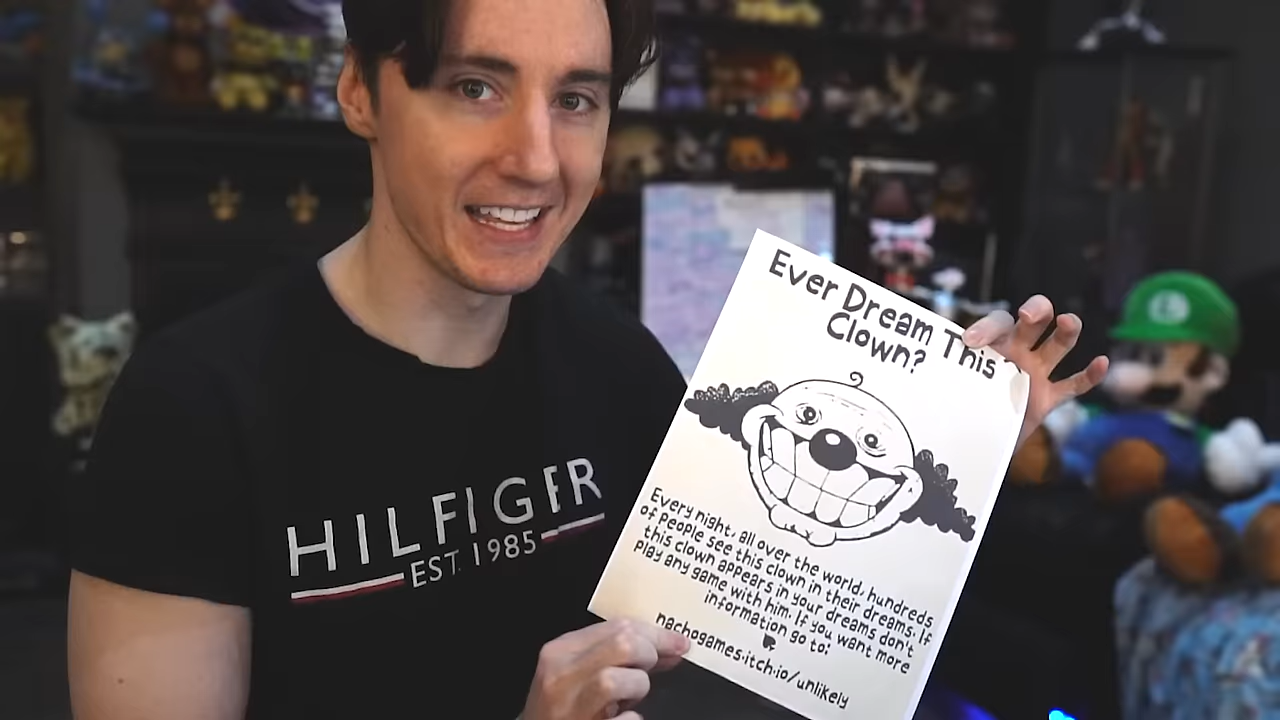 HILFIGER
EST. 1985
Ever Dream This
Clown?
Every night, all over the world, hundreds
of people see this clown in their dreams. If
this clown appears in your dreams don't
play any game with him. If you want more
information go to:
nachogames.itch.io/unlikely